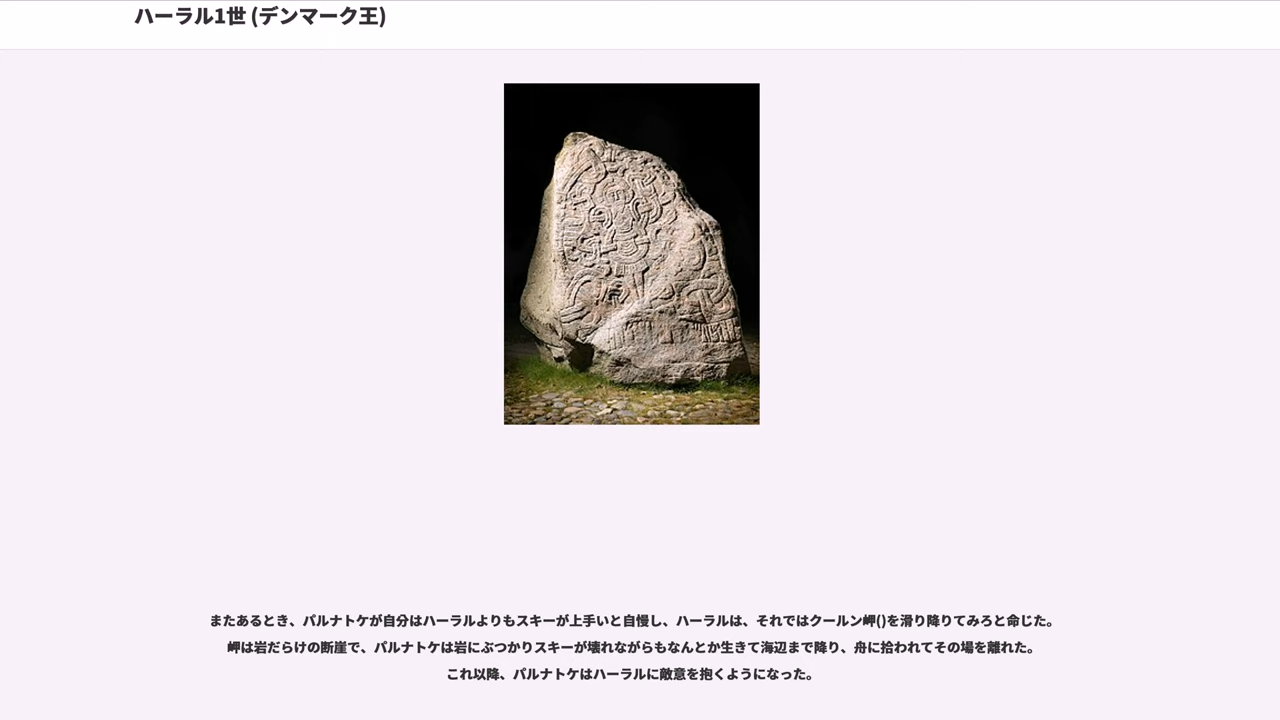 ハーラル1世 (デンマーク王)
またあるとき、パルナトケが自分はハーラルよりもスキーが上手いと自慢し、ハーラルは、それではクールン岬()を滑り降りてみろと命じた。
岬は岩だらけの断崖で、パルナトケは岩にぶつかりスキーが壊れながらもなんとか生きて海辺まで降り、舟に拾われてその場を離れた。
これ以降、パルナトケはハーラルに敵意を抱くようになった。